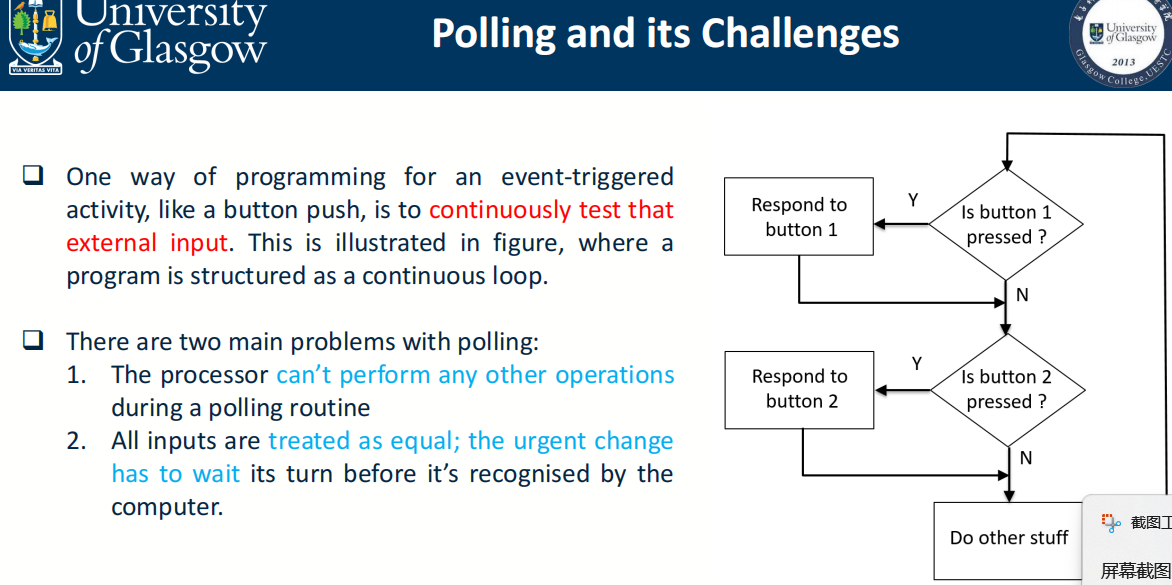 University
of Glasgow
VIA VERITAS VITA
Polling and its Challenges
University
of Glasgow
2013
Glasgow College, UESTC
❑ One way of programming for an event-triggered
activity, like a button push, is to continuously test that
external input. This is illustrated in figure, where a
program is structured as a continuous loop.
❑ There are two main problems with polling:
1. The processor can’t perform any other operations
during a polling routine
2. All inputs are treated as equal; the urgent change
has to wait its turn before it’s recognised by the
computer.
Is button 1
pressed ?
Y
Respond to
button 1
N
Is button 2
pressed ?
Y
Respond to
button 2
N
Do other stuff
截图工
屏幕截图